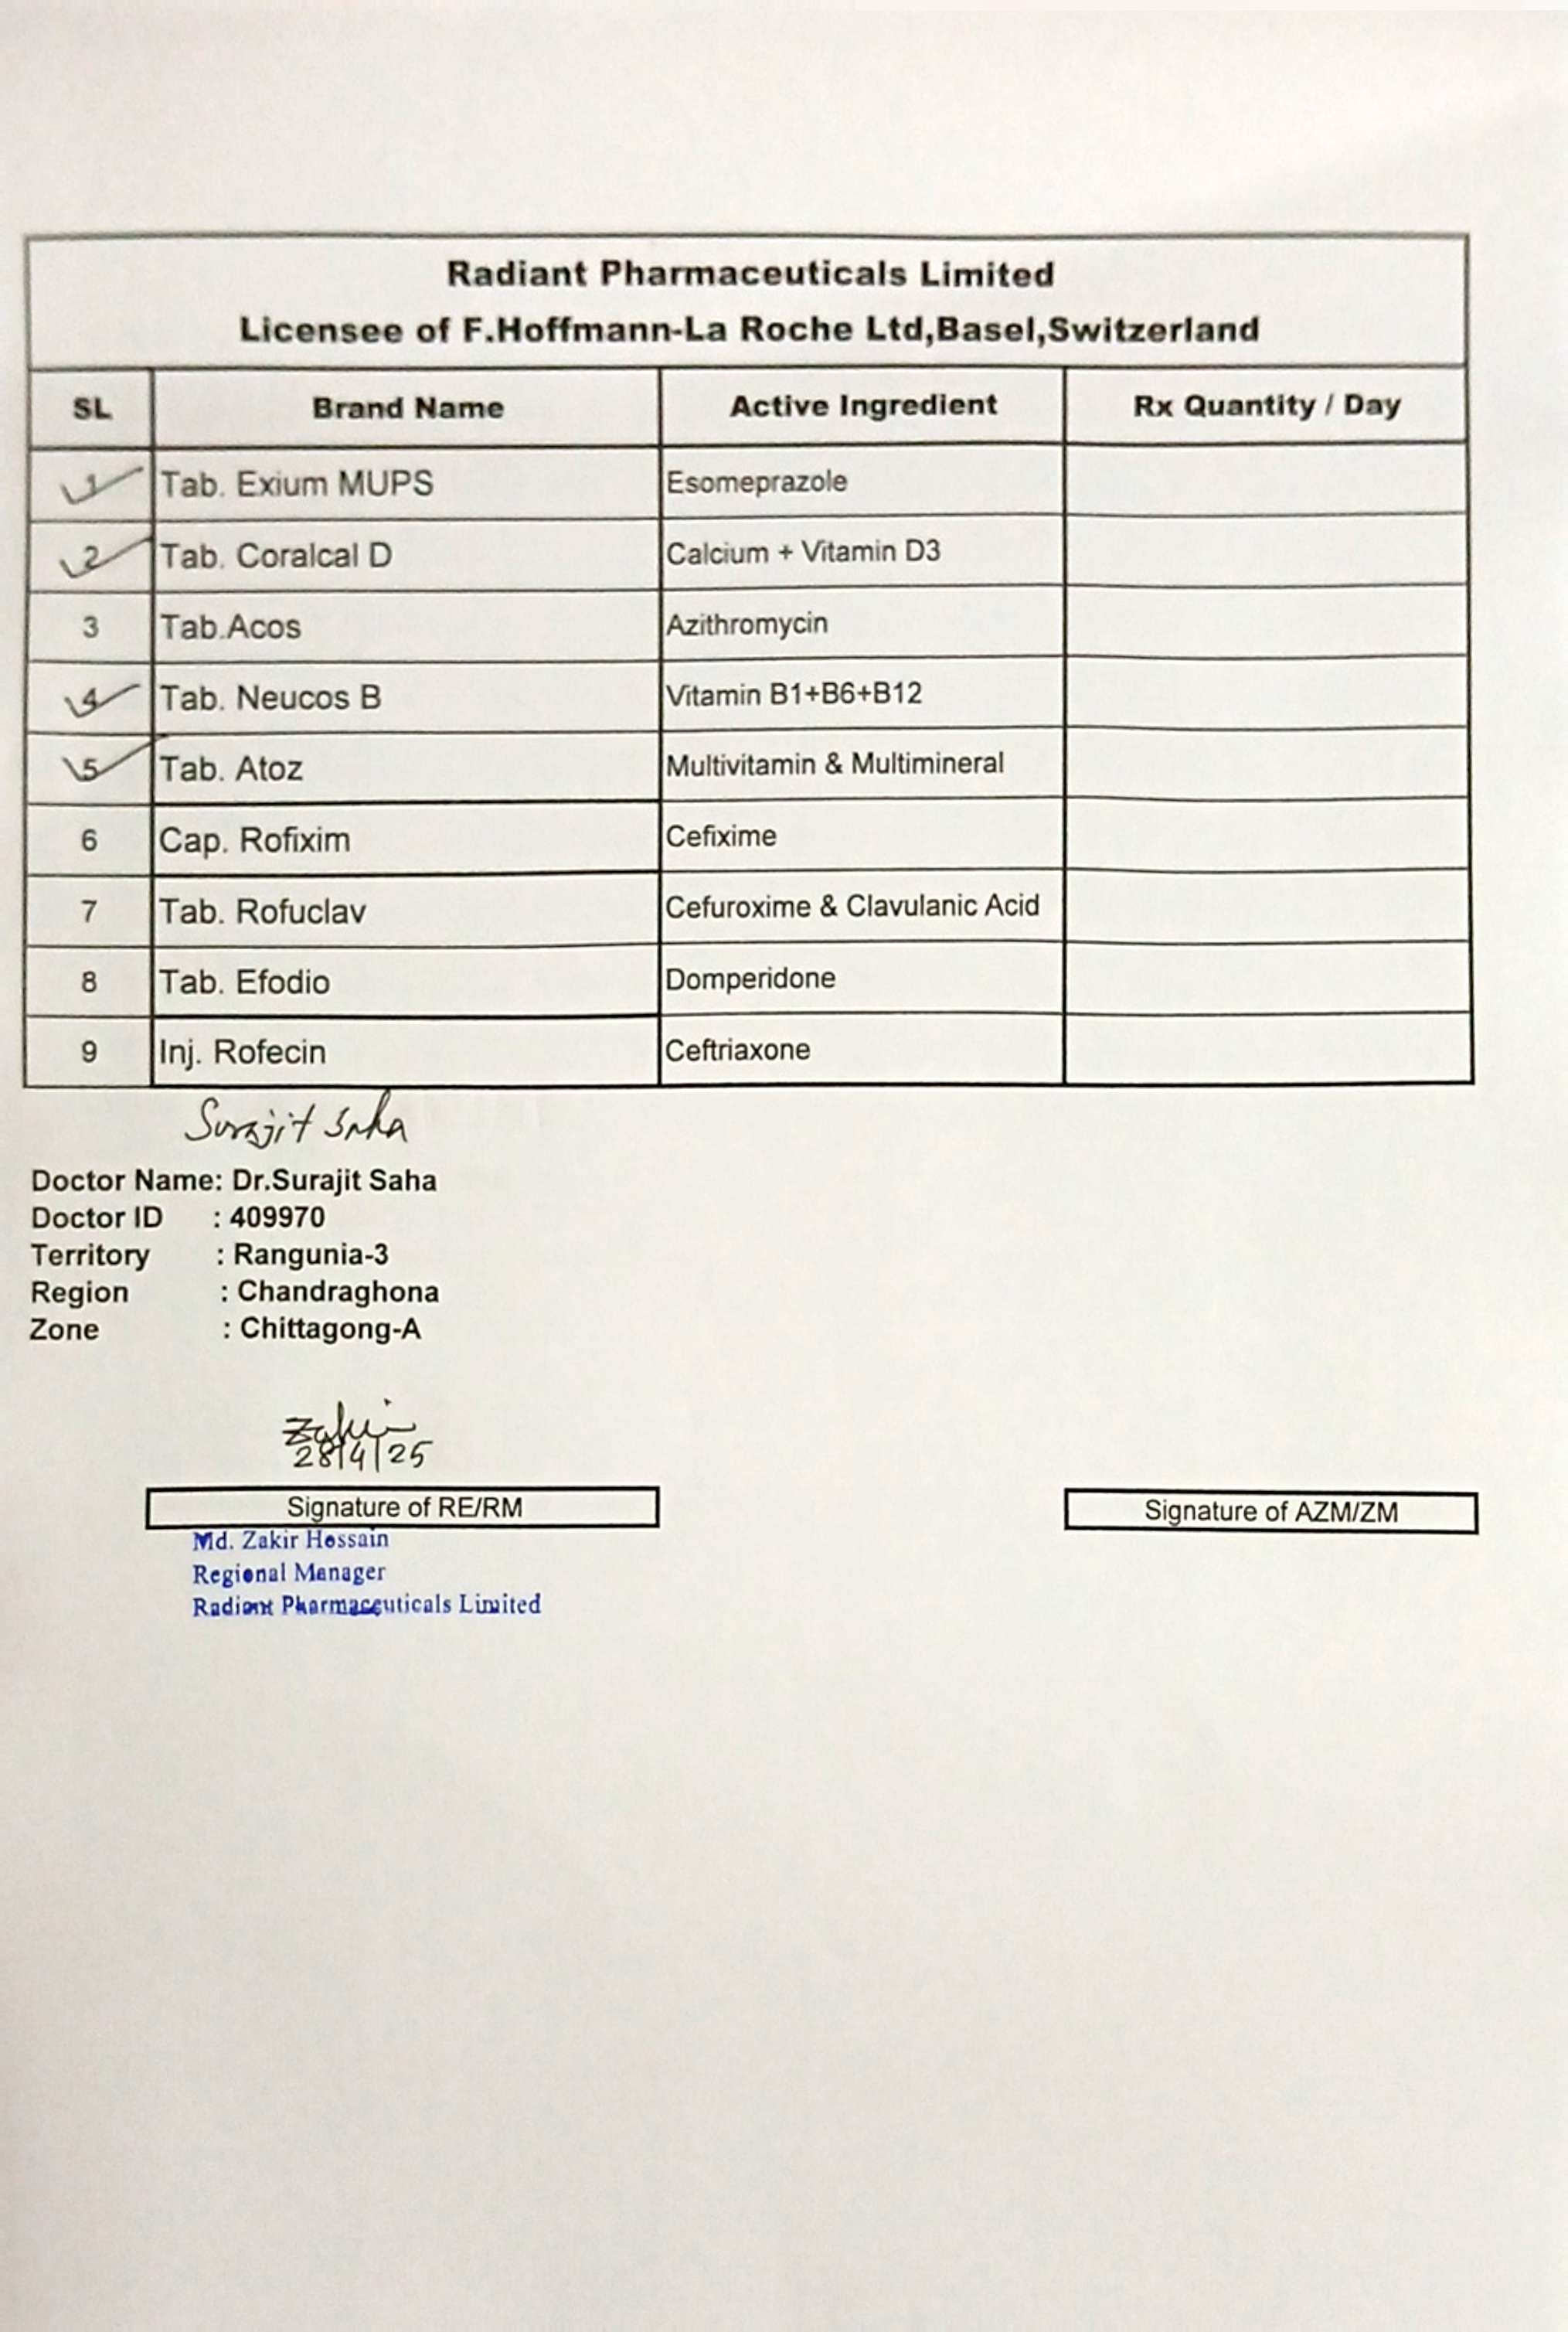 Radiant Pharmaceuticals Limited
Licensee of F.Hoffmann-La Roche Ltd,Basel,Switzerland
SL Brand Name Active Ingredient Rx Quantity / Day
1 Tab. Exium MUPS Esomeprazole
2 Tab. Coralcal D Calcium + Vitamin D3
3 Tab.Acos Azithromycin
4 Tab. Neucos B Vitamin B1+B6+B12
5 Tab. Atoz Multivitamin & Multimineral
6 Cap. Rofixim Cefixime
7 Tab. Rofuclav Cefuroxime & Clavulanic Acid
8 Tab. Efodio Domperidone
9 Inj. Rofecin Ceftriaxone
Surajit Saha
Doctor Name: Dr.Surajit Saha
Doctor ID : 409970
Territory : Rangunia-3
Region : Chandraghona
Zone : Chittagong-A
Zakir
28/4/25
Signature of RE/RM Signature of AZM/ZM
Md. Zakir Hossain
Regional Manager
Radiant Pharmaceuticals Limited